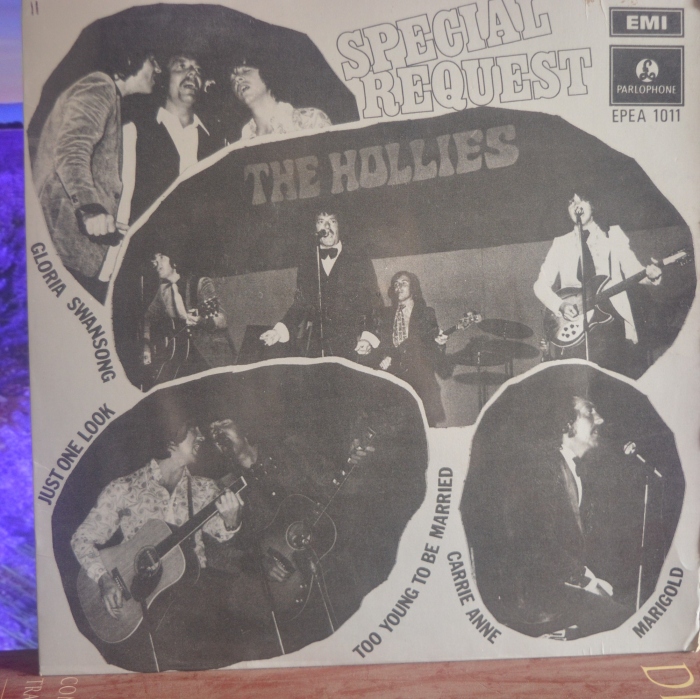 SPECIAL
REQUEST
EMI
PARLOPHONE
EPEA 1011
THE HOLLIES
GLORIA SWANSONG
JUST ONE LOOK
TOO YOUNG TO BE MARRIED
CARRIE ANNE
MARIGOLD